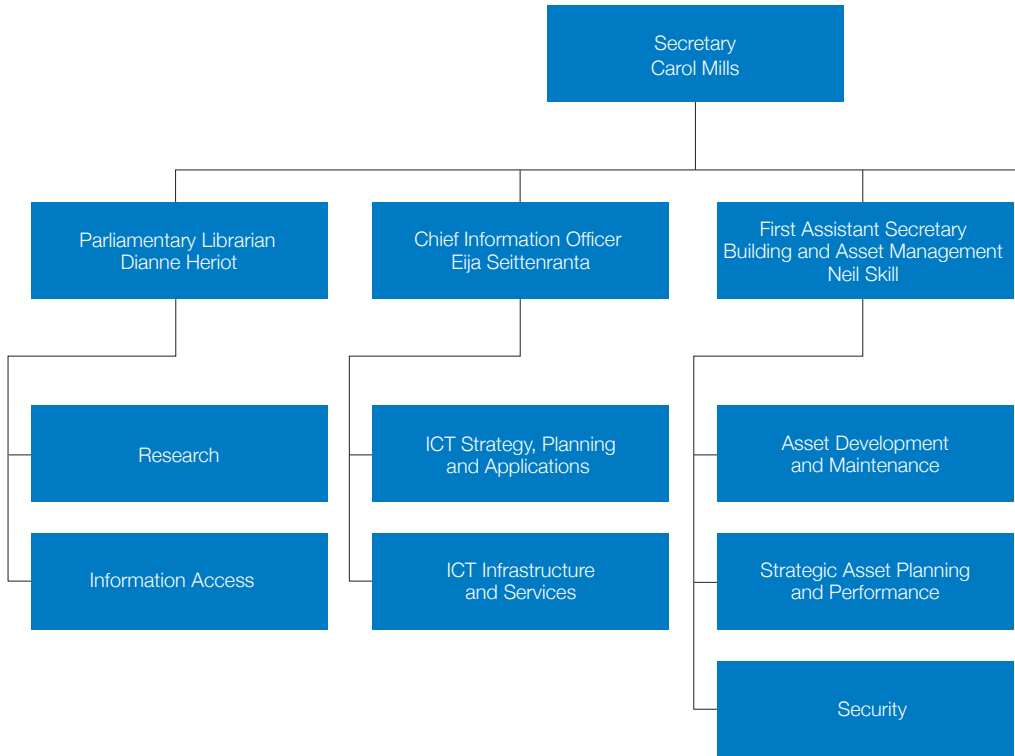 Secretary
Carol Mills
Parliamentary Librarian
Dianne Heriot
Chief Information Officer
Eija Seittenranta
First Assistant Secretary
Building and Asset Management
Neil Skill
Research
Information Access
ICT Strategy, Planning
and Applications
ICT Infrastructure
and Services
Asset Development
and Maintenance
Strategic Asset Planning
and Performance
Security